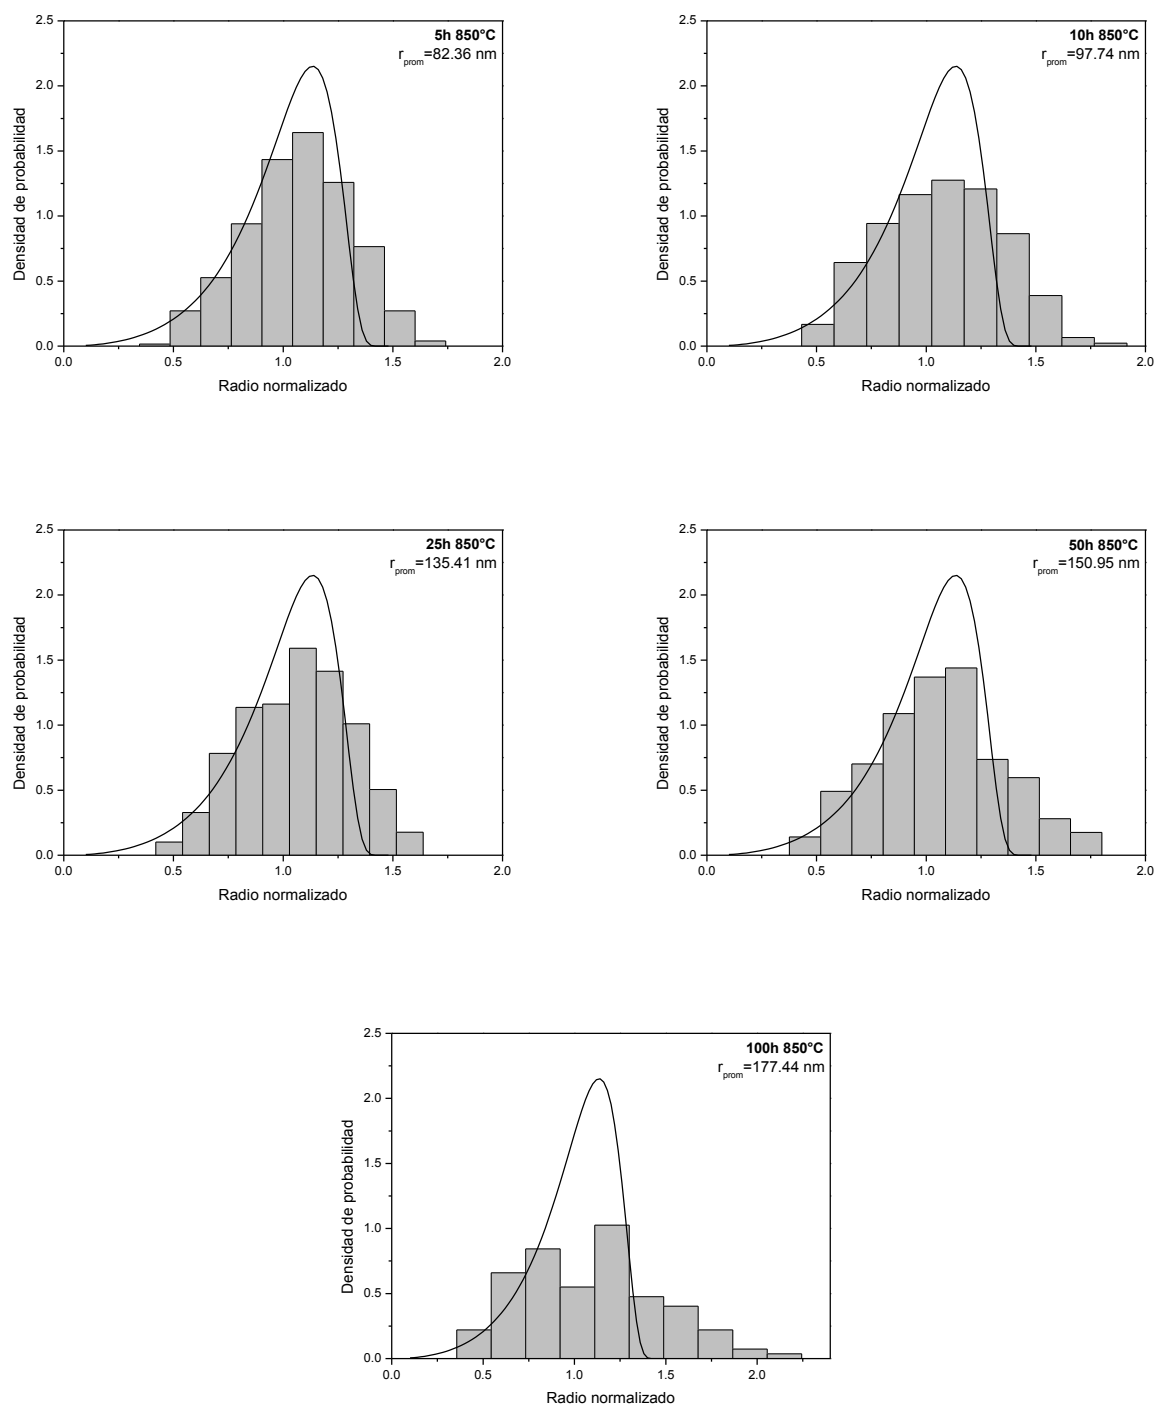 5h 850°C
r_prom=82.36 nm
Densidad de probabilidad
2.5
2.0
1.5
1.0
0.5
0.0
0.0 0.5 1.0 1.5 2.0
Radio normalizado
10h 850°C
r_prom=97.74 nm
Densidad de probabilidad
2.5
2.0
1.5
1.0
0.5
0.0
0.0 0.5 1.0 1.5 2.0
Radio normalizado
25h 850°C
r_prom=135.41 nm
Densidad de probabilidad
2.5
2.0
1.5
1.0
0.5
0.0
0.0 0.5 1.0 1.5 2.0
Radio normalizado
50h 850°C
r_prom=150.95 nm
Densidad de probabilidad
2.5
2.0
1.5
1.0
0.5
0.0
0.0 0.5 1.0 1.5 2.0
Radio normalizado
100h 850°C
r_prom=177.44 nm
Densidad de probabilidad
2.5
2.0
1.5
1.0
0.5
0.0
0.0 0.5 1.0 1.5 2.0
Radio normalizado